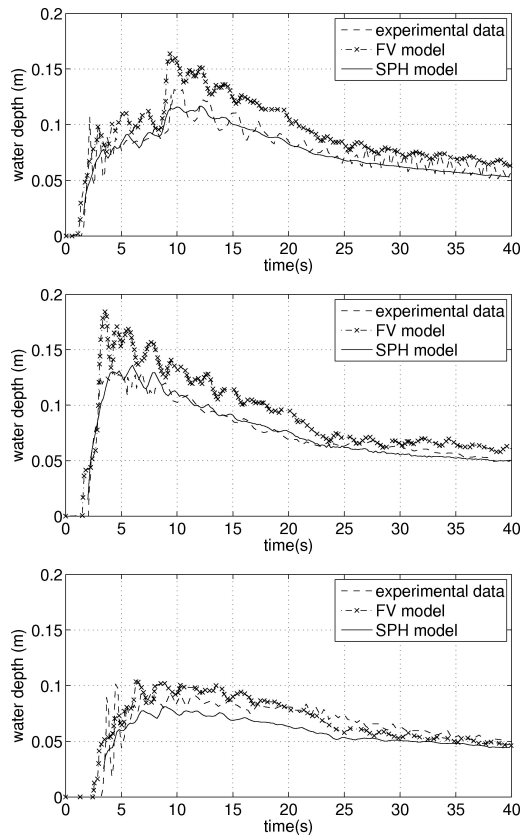 0.2
experimental data
FV model
SPH model
0.15
water depth (m)
0.1
0.05
0
0 5 10 15 20 25 30 35 40
time(s)
0.2
experimental data
FV model
SPH model
0.15
water depth (m)
0.1
0.05
0
0 5 10 15 20 25 30 35 40
time(s)
0.2
experimental data
FV model
SPH model
0.15
water depth (m)
0.1
0.05
0
0 5 10 15 20 25 30 35 40
time(s)